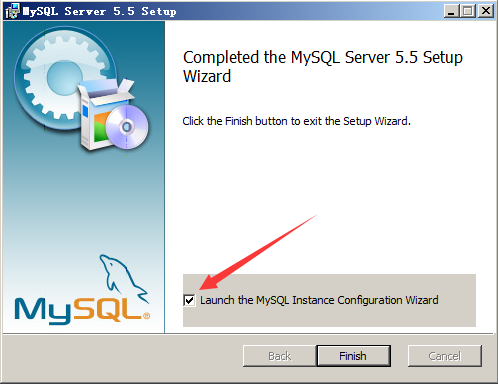 MySQL Server 5.5 Setup
Completed the MySQL Server 5.5 Setup
Wizard
Click the Finish button to exit the Setup Wizard.
Launch the MySQL Instance Configuration Wizard
MySQL®
Back
Finish
Cancel